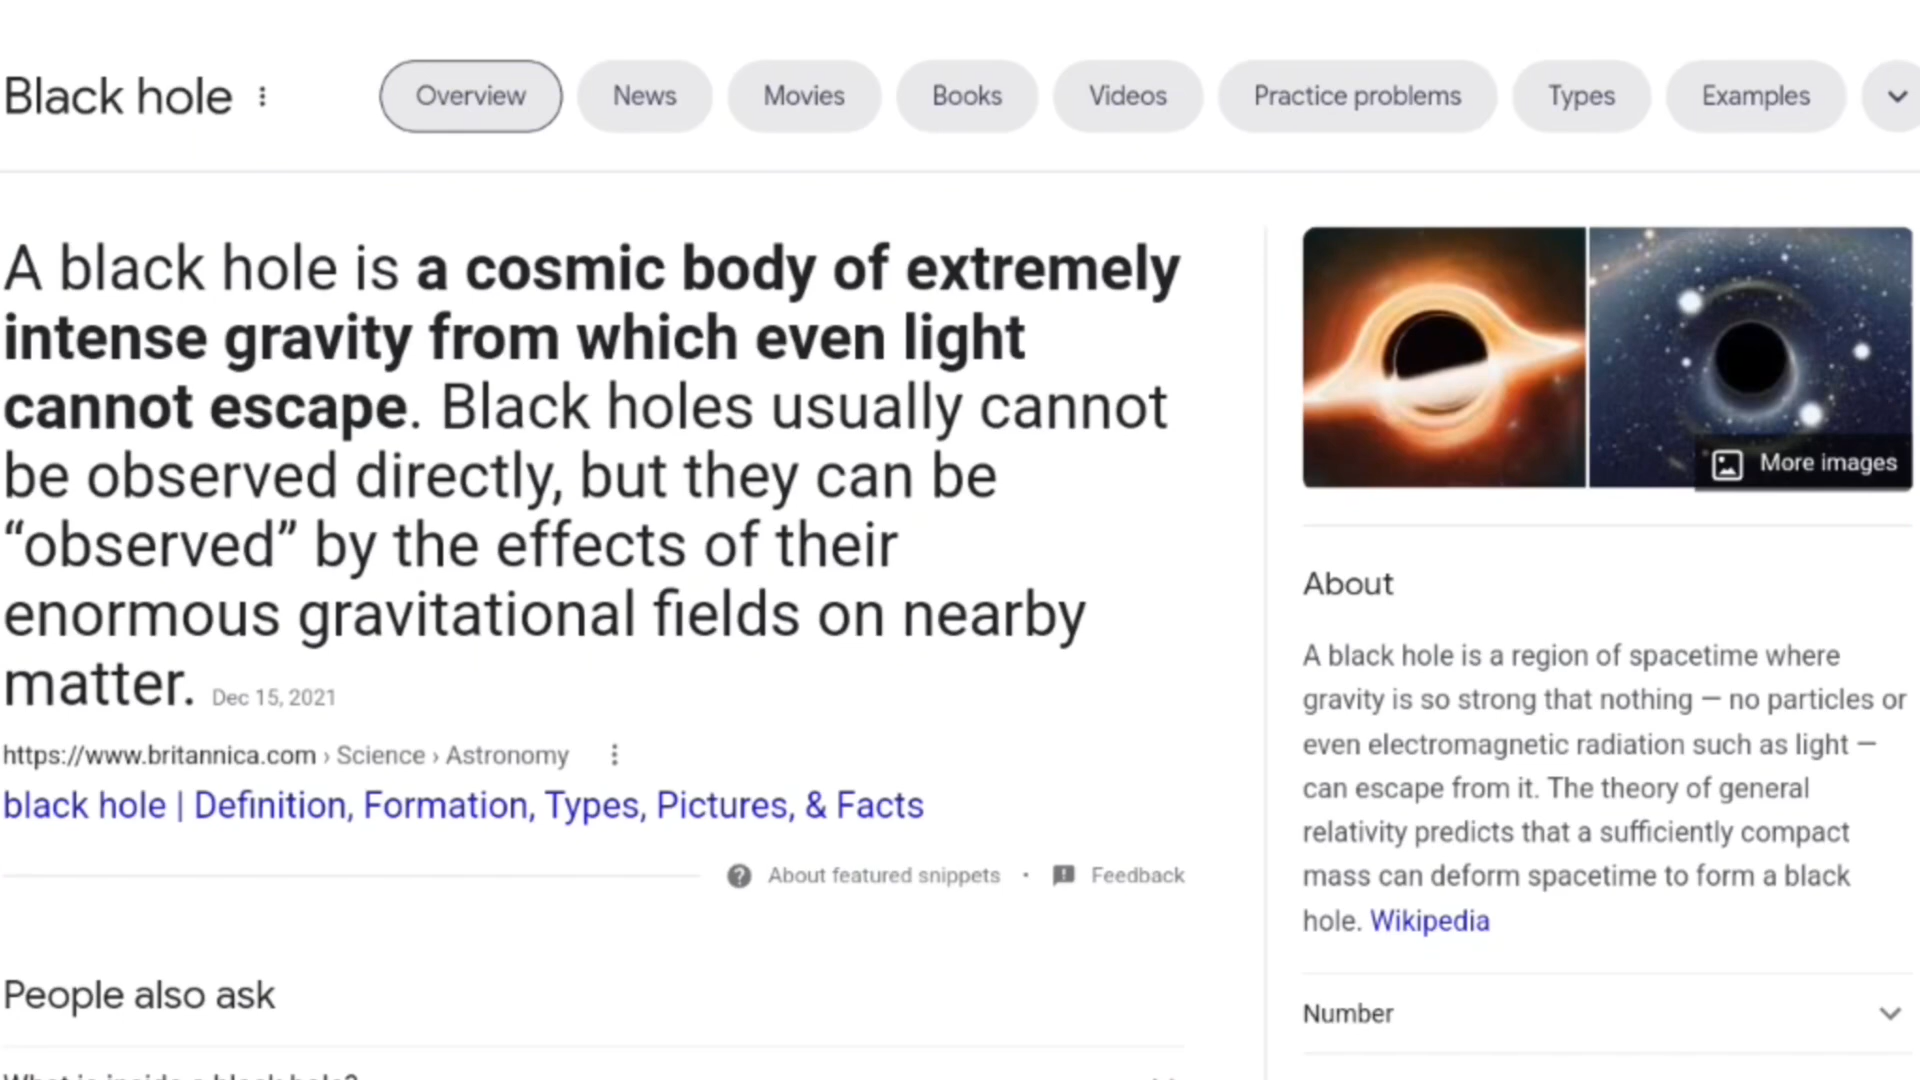 Black hole
Overview
News
Movies
Books
Videos
Practice problems
Types
Examples
A black hole is a cosmic body of extremely
intense gravity from which even light
cannot escape. Black holes usually cannot
be observed directly, but they can be
“observed” by the effects of their
enormous gravitational fields on nearby
matter. Dec 15, 2021
https://www.britannica.com › Science › Astronomy
black hole | Definition, Formation, Types, Pictures, & Facts
About featured snippets · Feedback
People also ask
What is inside a black hole?
More images
About
A black hole is a region of spacetime where
gravity is so strong that nothing — no particles or
even electromagnetic radiation such as light —
can escape from it. The theory of general
relativity predicts that a sufficiently compact
mass can deform spacetime to form a black
hole. Wikipedia
Number